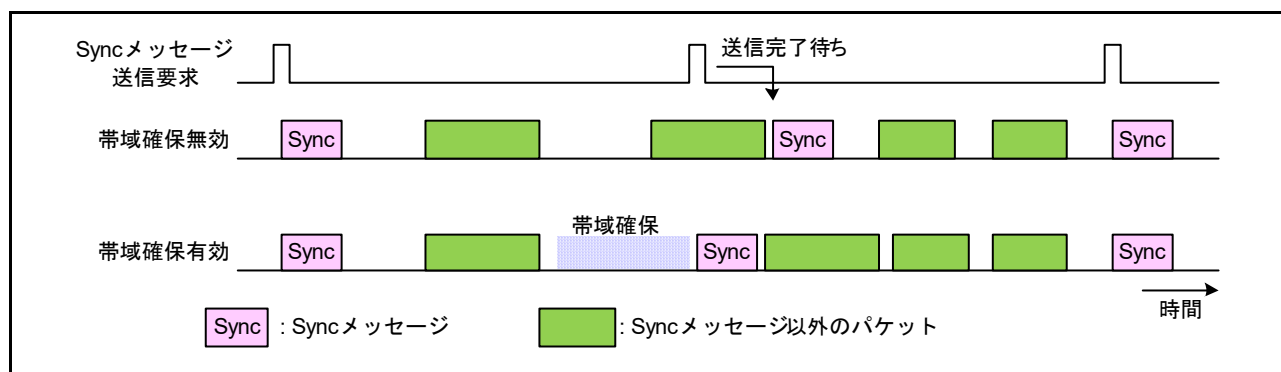 Syncメッセージ
送信要求
送信完了待ち
帯域確保無効
Sync
Sync
Sync
帯域確保
帯域確保有効
Sync
Sync
Sync
時間
Sync : Syncメッセージ
: Syncメッセージ以外のパケット